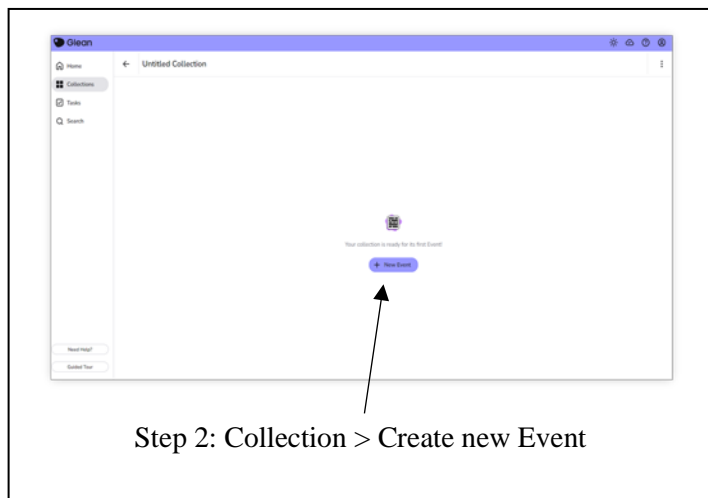 Glean
Home
← Untitled Collection
Collections
Tasks
Search
Your collection is ready for its first Event!
+ New Event
Need Help?
Guided Tour
Step 2: Collection > Create new Event